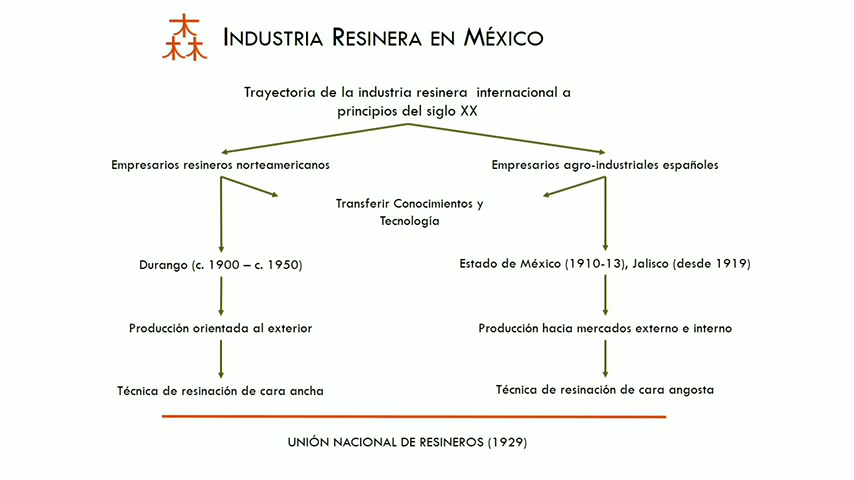 INDUSTRIA RESINERA EN MÉXICO
Trayectoria de la industria resinera internacional a
principios del siglo XX
Empresarios resineros norteamericanos
Empresarios agro-industriales españoles
Transferir Conocimientos y
Tecnología
Durango (c. 1900 – c. 1950)
Estado de México (1910-13), Jalisco (desde 1919)
Producción orientada al exterior
Producción hacia mercados externo e interno
Técnica de resinación de cara ancha
Técnica de resinación de cara angosta
UNIÓN NACIONAL DE RESINEROS (1929)